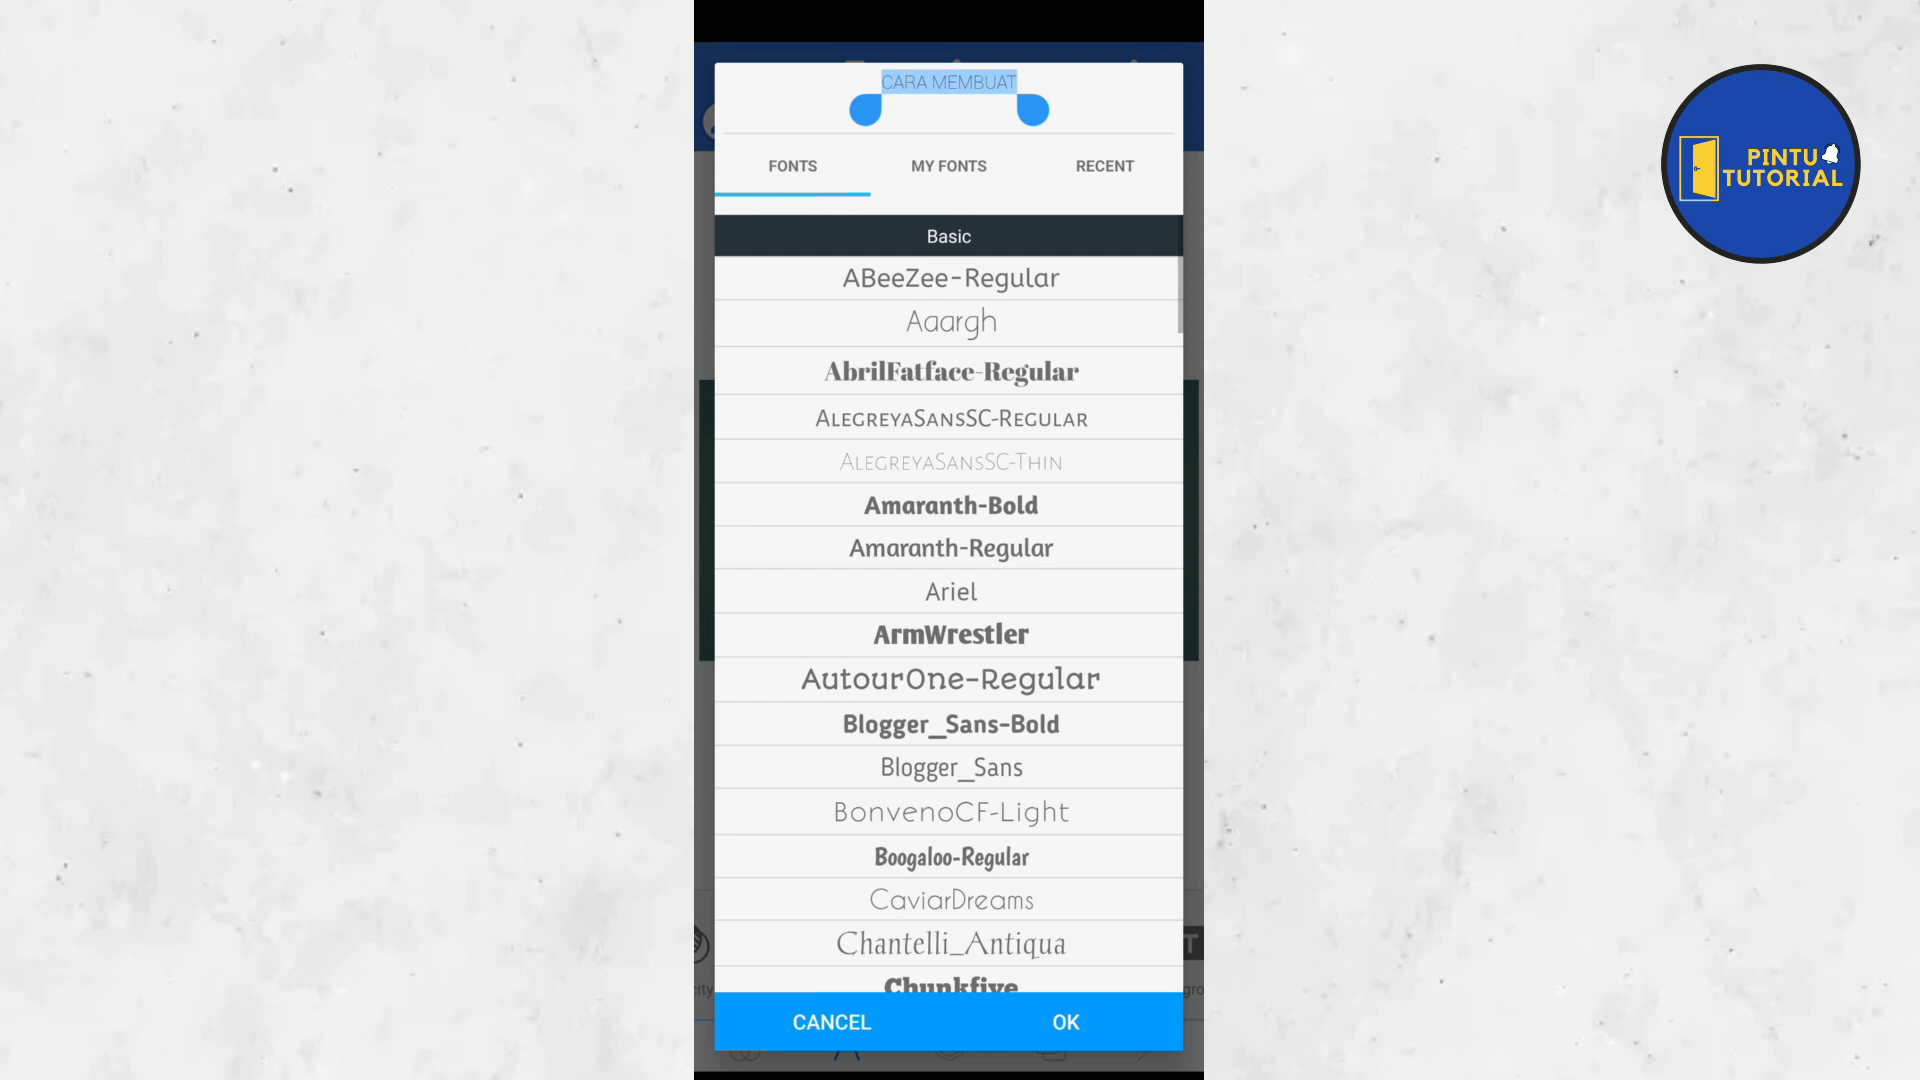 CARA MEMBUAT
FONTS
MY FONTS
RECENT
Basic
ABeeZee-Regular
Aaargh
AbrilFatface-Regular
AlegreyaSansSC-Regular
AlegreyaSansSC-Thin
Amaranth-Bold
Amaranth-Regular
Ariel
ArmWrestler
AutourOne-Regular
Blogger_Sans-Bold
Blogger_Sans
BonvenoCF-Light
Boogaloo-Regular
CaviarDreams
Chantelli_Antiqua
Chunkfive
CANCEL
OK
PINTU
TUTORIAL